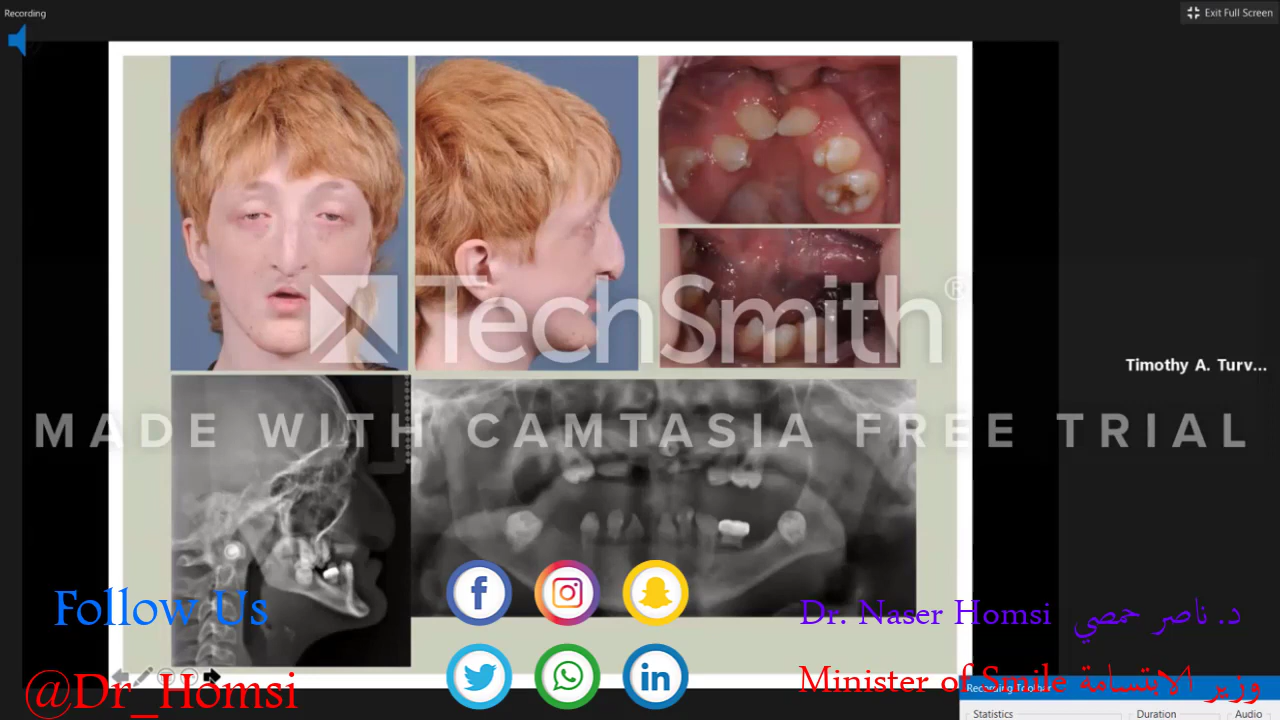 Recording
Exit Full Screen
TechSmith®
Timothy A. Turv...
MADE WITH CAMTASIA FREE TRIAL
Follow Us
Dr. Naser Homsi د. ناصر حمصي
@Dr_Homsi
Minister of Smile وزير الابتسامة
Recording Toolbar
Statistics
Duration
Audio